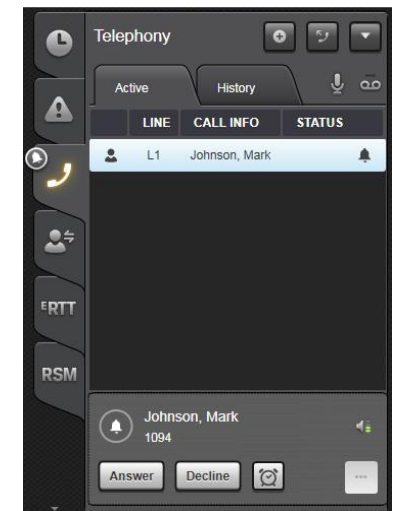 Telephony
Active History
LINE CALL INFO STATUS
L1 Johnson, Mark
ERTT
RSM
Johnson, Mark
1094
Answer Decline